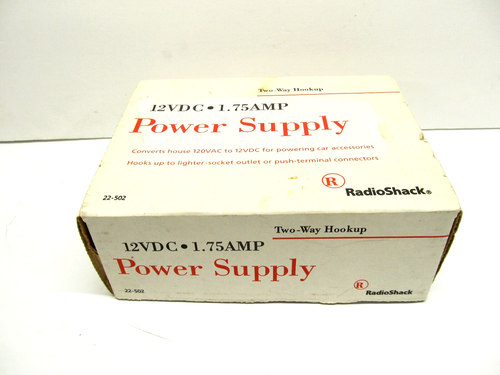 Two-Way Hookup
12VDC • 1.75AMP
Power Supply
Converts house 120VAC to 12VDC for powering car accessories
Hooks up to lighter-socket outlet or push-terminal connectors
R
RadioShack®
22-502
Two-Way Hookup
12VDC • 1.75AMP
Power Supply
22-502
R
RadioShack®